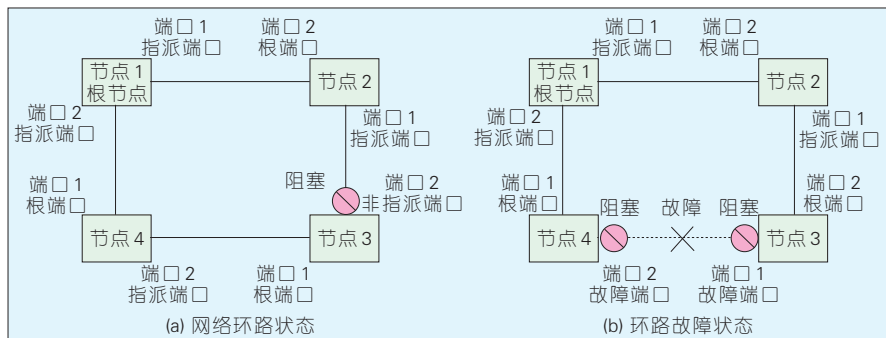 端口 1
指派端口
端口 2
根端口
节点 1
根节点
节点 2
端口 2
指派端口
端口 1
指派端口
端口 1
根端口
阻塞
端口 2
非指派端口
节点 4
节点 3
端口 2
指派端口
端口 1
根端口
(a) 网络环路状态
端口 1
指派端口
端口 2
根端口
节点 1
根节点
节点 2
端口 2
指派端口
端口 1
指派端口
端口 1
根端口
端口 2
根端口
阻塞
故障
阻塞
节点 4
节点 3
端口 2
故障端口
端口 1
故障端口
(b) 环路故障状态